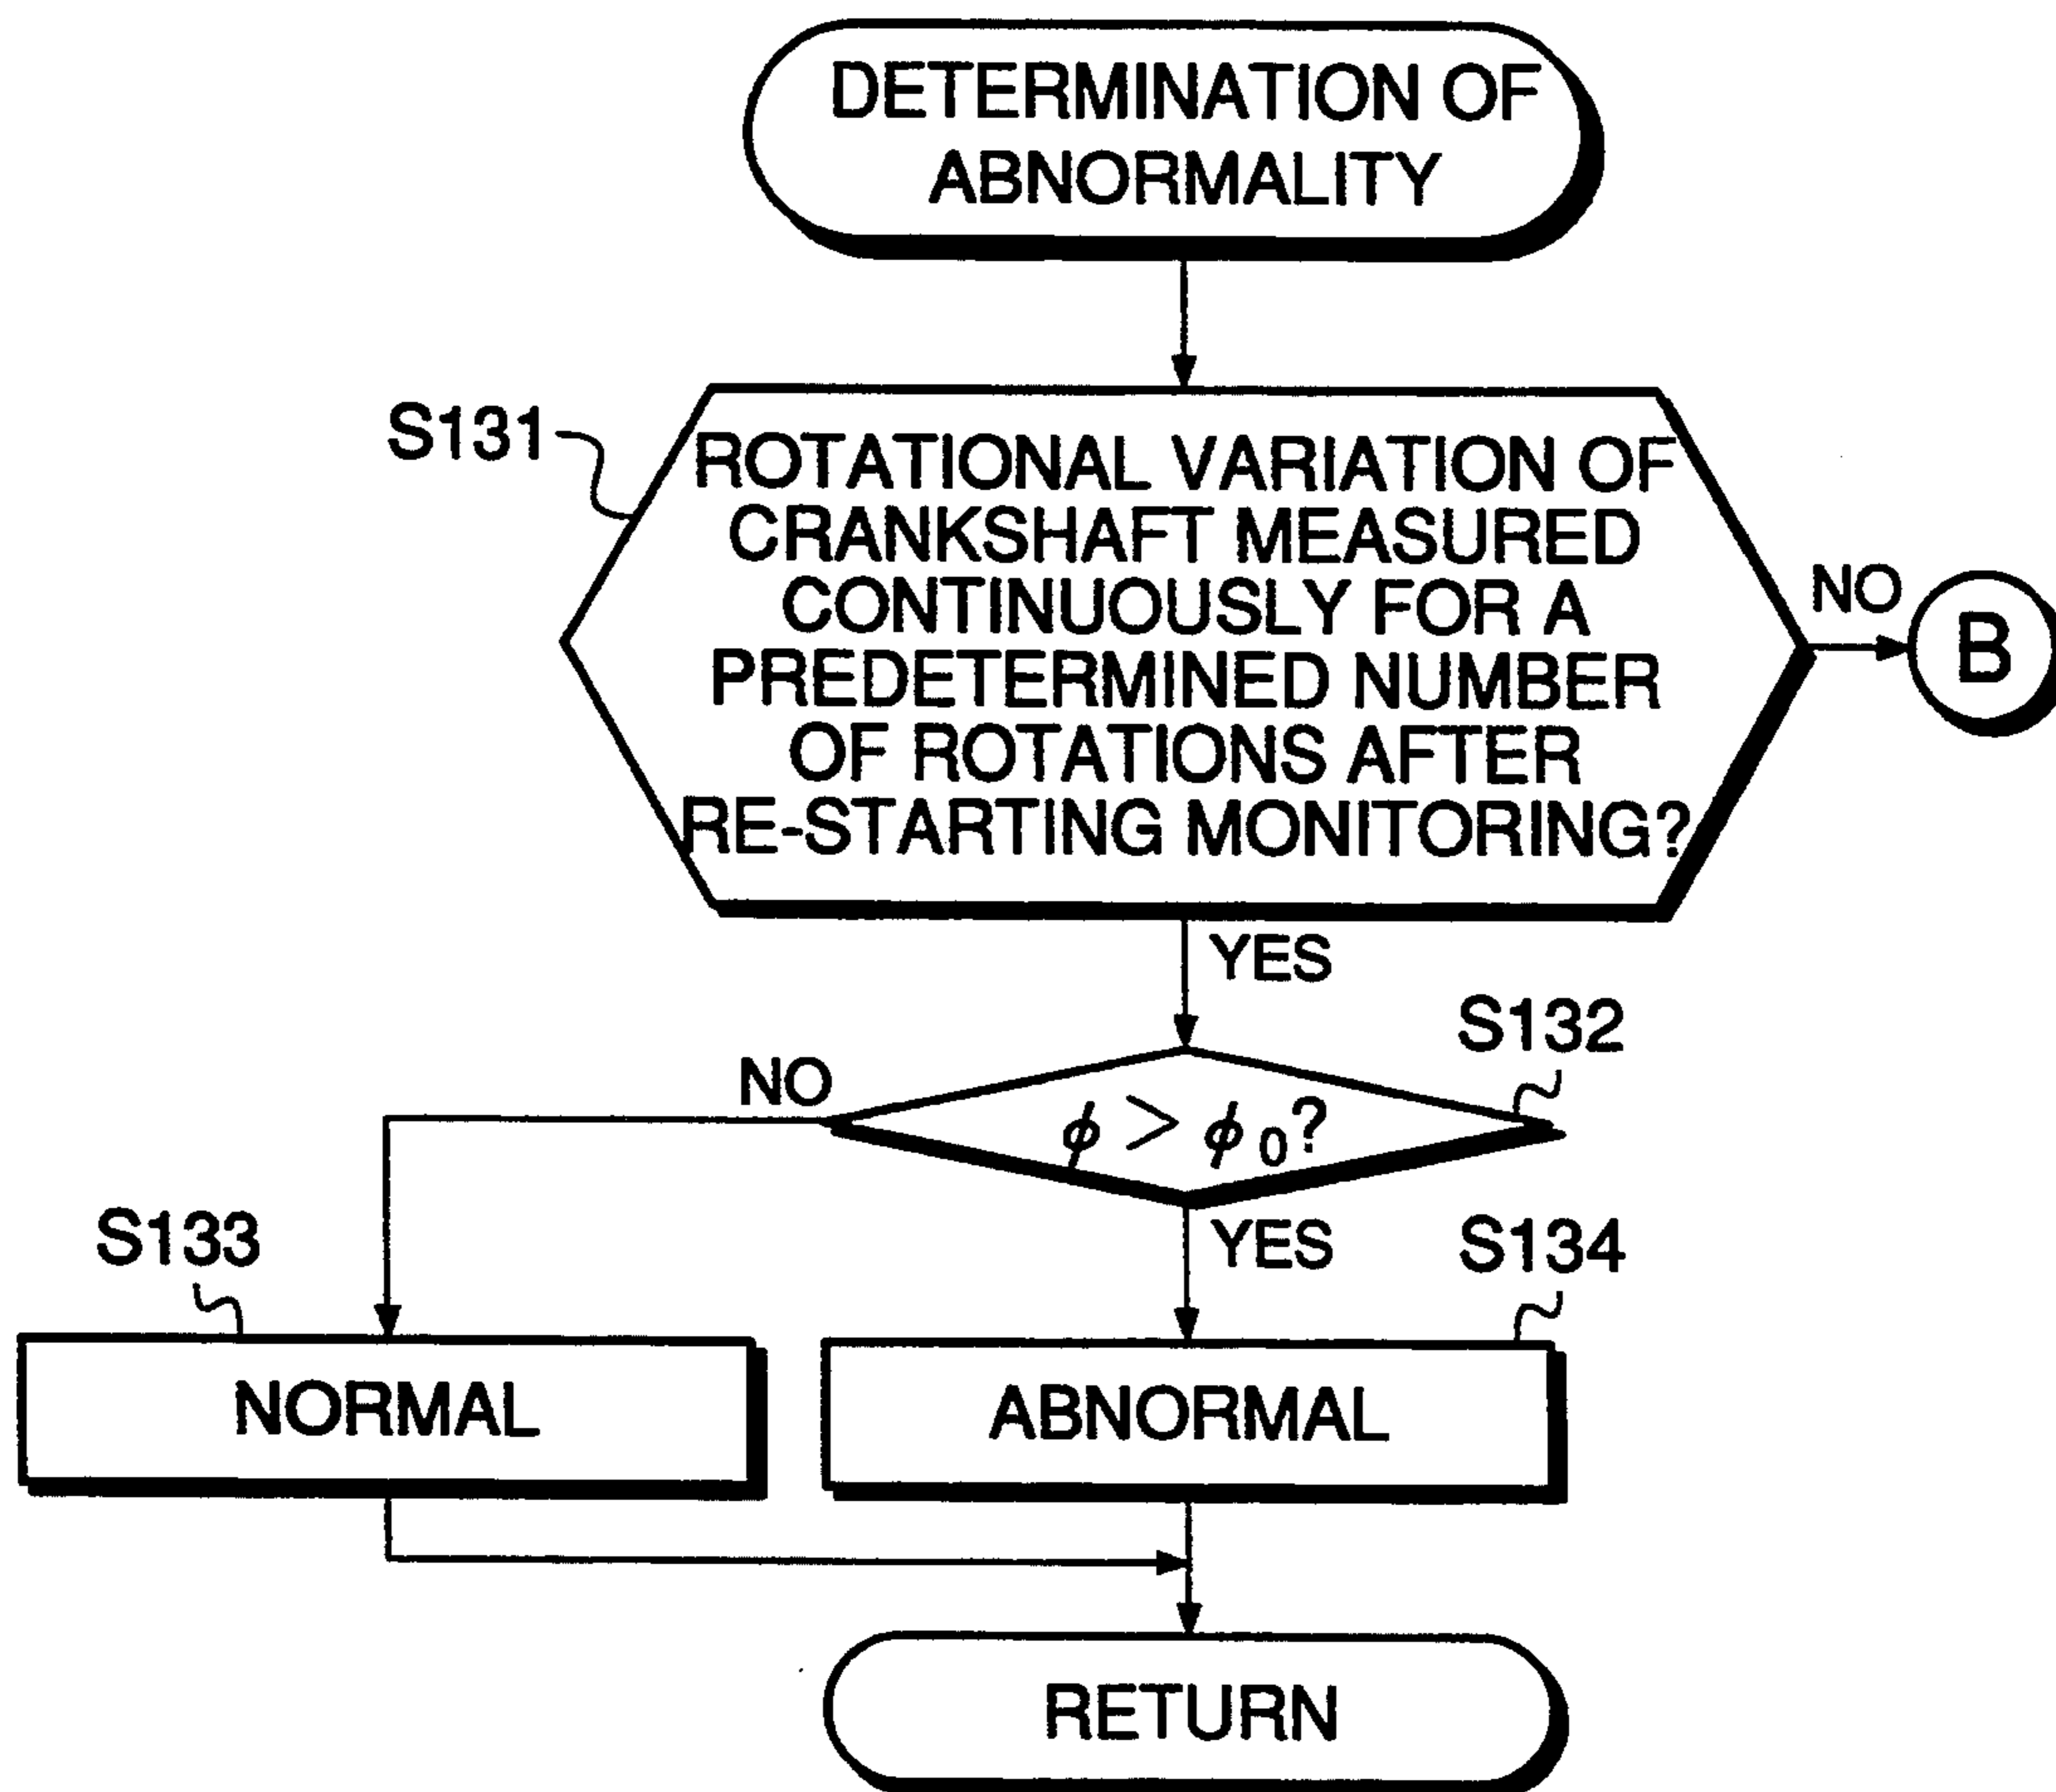 DETERMINATION OF
ABNORMALITY
S131
ROTATIONAL VARIATION OF
CRANKSHAFT MEASURED
CONTINUOUSLY FOR A
PREDETERMINED NUMBER
OF ROTATIONS AFTER
RE-STARTING MONITORING?
NO
B
YES
S132
NO
ϕ > ϕ₀?
S133
YES
S134
NORMAL
ABNORMAL
RETURN